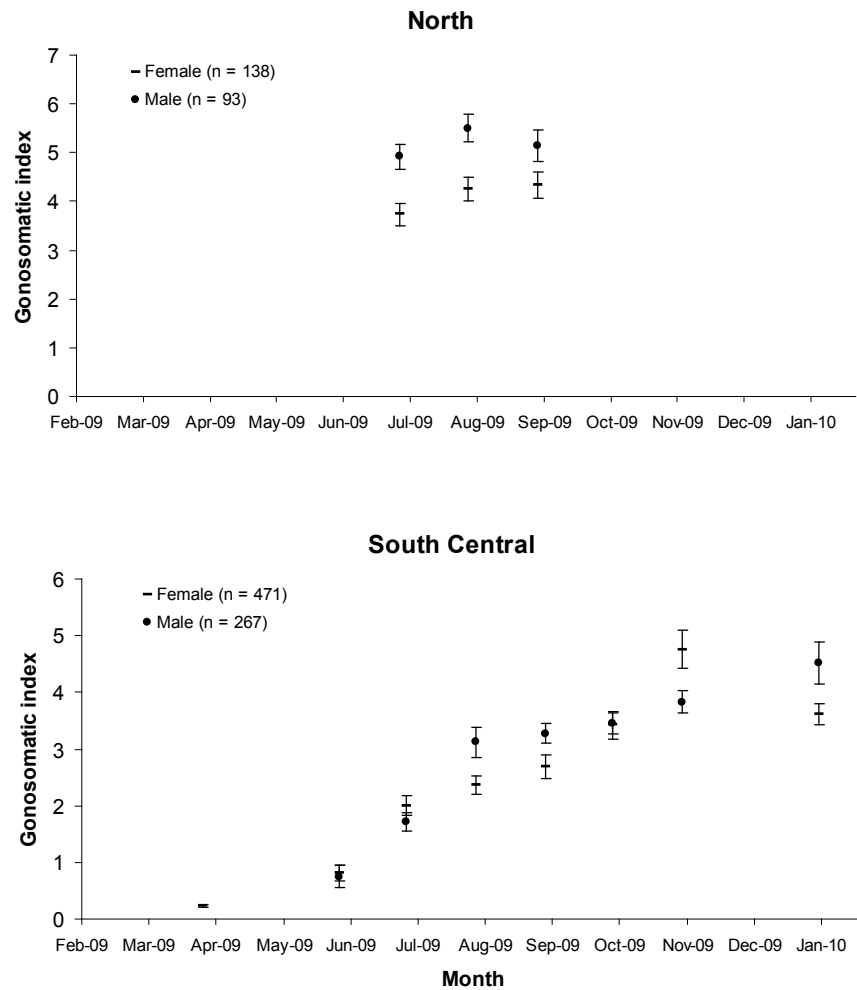 North
7
6
5
4
3
2
1
0
Gonosomatic index
Female (n = 138)
Male (n = 93)
Feb-09 Mar-09 Apr-09 May-09 Jun-09 Jul-09 Aug-09 Sep-09 Oct-09 Nov-09 Dec-09 Jan-10
South Central
6
5
4
3
2
1
0
Gonosomatic index
Female (n = 471)
Male (n = 267)
Feb-09 Mar-09 Apr-09 May-09 Jun-09 Jul-09 Aug-09 Sep-09 Oct-09 Nov-09 Dec-09 Jan-10
Month